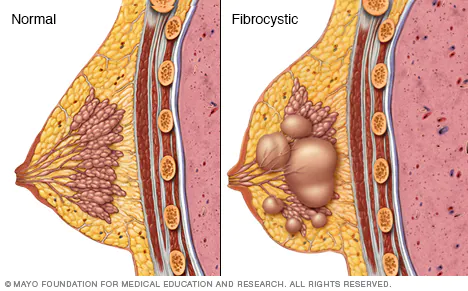 Normal
Fibrocystic
© MAYO FOUNDATION FOR MEDICAL EDUCATION AND RESEARCH. ALL RIGHTS RESERVED.